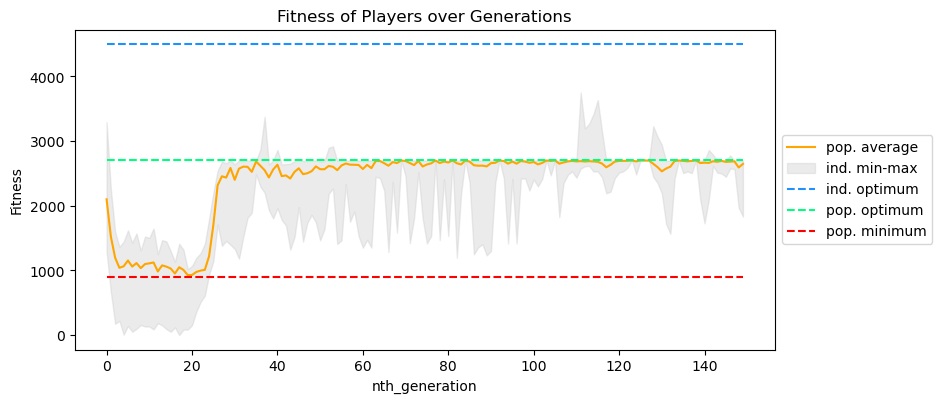 Fitness of Players over Generations
Fitness
4000
3000
2000
1000
0
0 20 40 60 80 100 120 140
nth_generation
pop. average
ind. min-max
ind. optimum
pop. optimum
pop. minimum